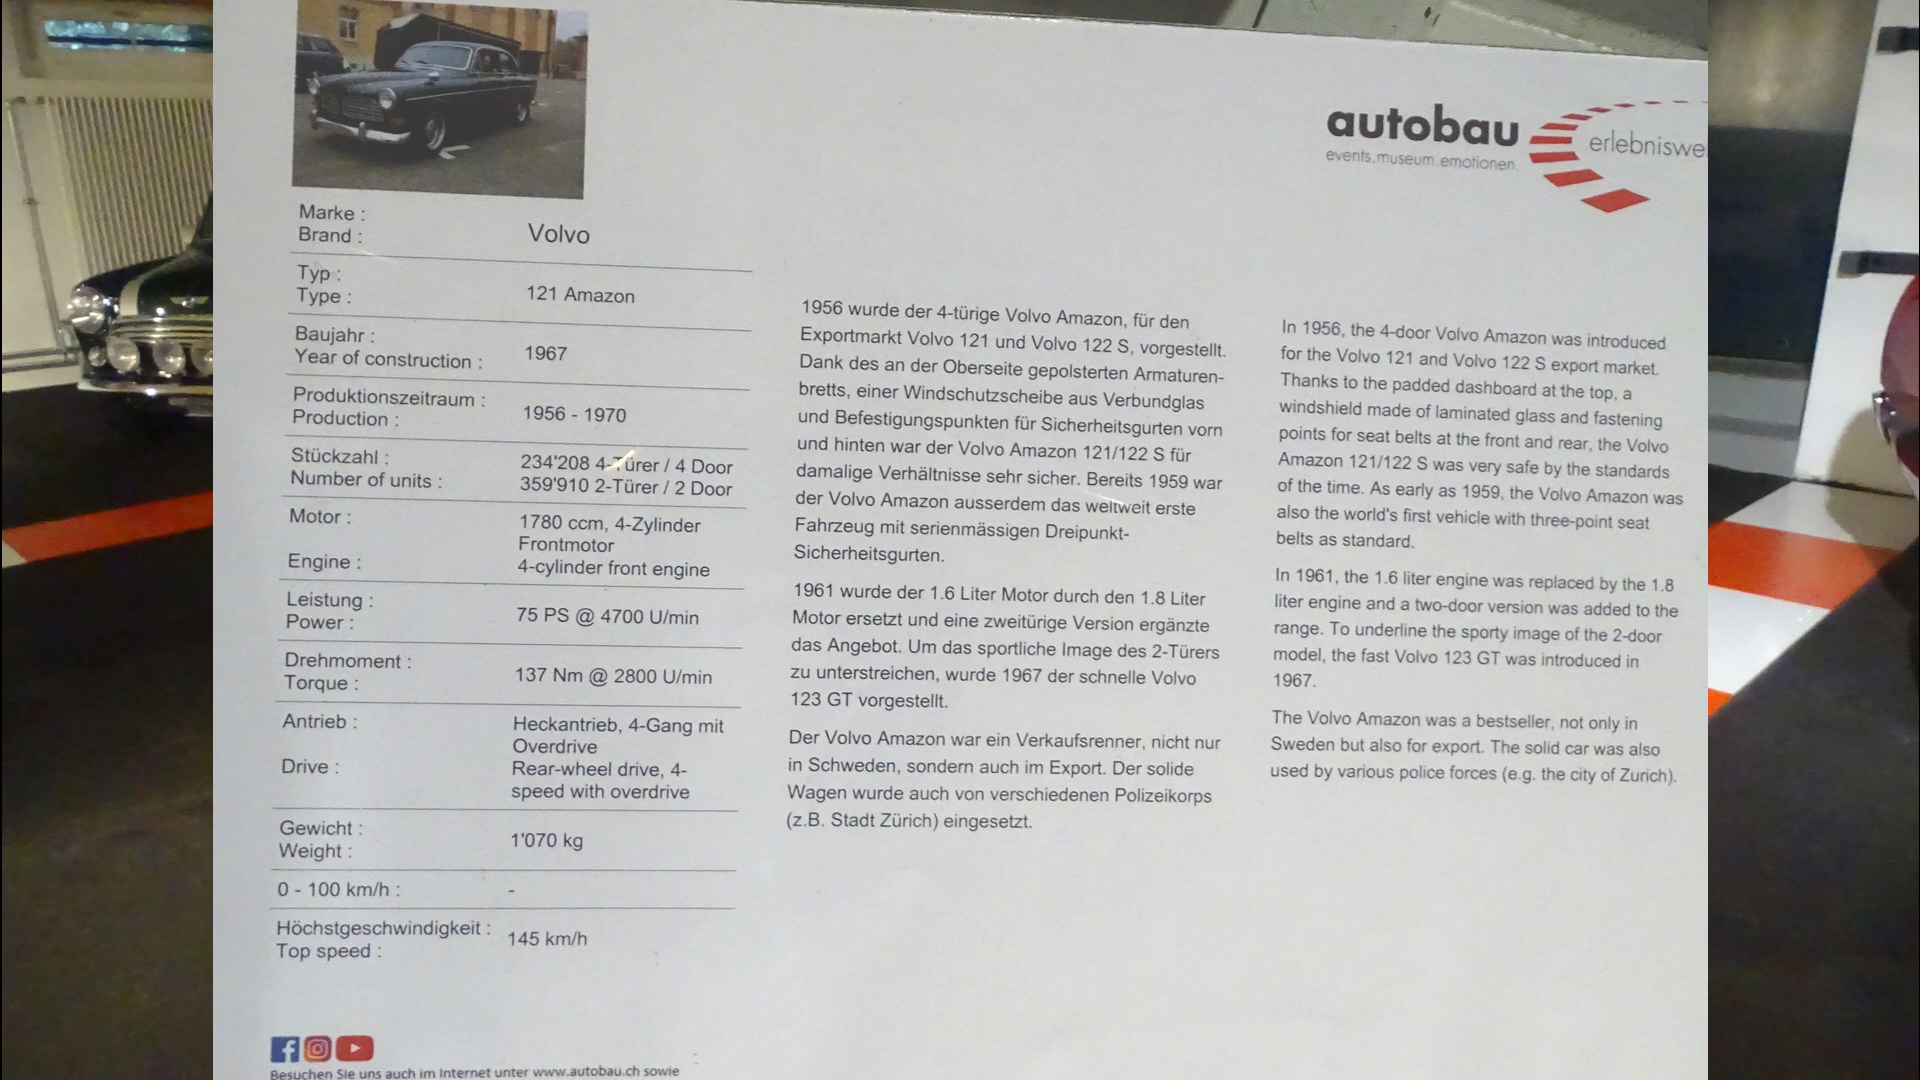 autobau
events.museum.emotionen.
Marke :
Brand :
Volvo
Typ :
Type :
121 Amazon
Baujahr :
Year of construction :
1967
Produktionszeitraum :
Production :
1956 - 1970
Stückzahl :
Number of units :
234'208 4-Türer / 4 Door
359'910 2-Türer / 2 Door
Motor :
Engine :
1780 ccm, 4-Zylinder
Frontmotor
4-cylinder front engine
Leistung :
Power :
75 PS @ 4700 U/min
Drehmoment :
Torque :
137 Nm @ 2800 U/min
Antrieb :
Drive :
Heckantrieb, 4-Gang mit
Overdrive
Rear-wheel drive, 4-
speed with overdrive
Gewicht :
Weight :
1'070 kg
0 - 100 km/h :
-
Höchstgeschwindigkeit :
Top speed :
145 km/h
1956 wurde der 4-türige Volvo Amazon, für den
Exportmarkt Volvo 121 und Volvo 122 S, vorgestellt.
Dank des an der Oberseite gepolsterten Armaturen-
bretts, einer Windschutzscheibe aus Verbundglas
und Befestigungspunkten für Sicherheitsgurten vorn
und hinten war der Volvo Amazon 121/122 S für
damalige Verhältnisse sehr sicher. Bereits 1959 war
der Volvo Amazon ausserdem das weltweit erste
Fahrzeug mit serienmässigen Dreipunkt-
Sicherheitsgurten.
1961 wurde der 1.6 Liter Motor durch den 1.8 Liter
Motor ersetzt und eine zweitürige Version ergänzte
das Angebot. Um das sportliche Image des 2-Türers
zu unterstreichen, wurde 1967 der schnelle Volvo
123 GT vorgestellt.
Der Volvo Amazon war ein Verkaufsrenner, nicht nur
in Schweden, sondern auch im Export. Der solide
Wagen wurde auch von verschiedenen Polizeikorps
(z.B. Stadt Zürich) eingesetzt.
In 1956, the 4-door Volvo Amazon was introduced
for the Volvo 121 and Volvo 122 S export market.
Thanks to the padded dashboard at the top, a
windshield made of laminated glass and fastening
points for seat belts at the front and rear, the Volvo
Amazon 121/122 S was very safe by the standards
of the time. As early as 1959, the Volvo Amazon was
also the world's first vehicle with three-point seat
belts as standard.
In 1961, the 1.6 liter engine was replaced by the 1.8
liter engine and a two-door version was added to the
range. To underline the sporty image of the 2-door
model, the fast Volvo 123 GT was introduced in
1967.
The Volvo Amazon was a bestseller, not only in
Sweden but also for export. The solid car was also
used by various police forces (e.g. the city of Zurich).
Besuchen Sie uns auch im Internet unter www.autobau.ch sowie